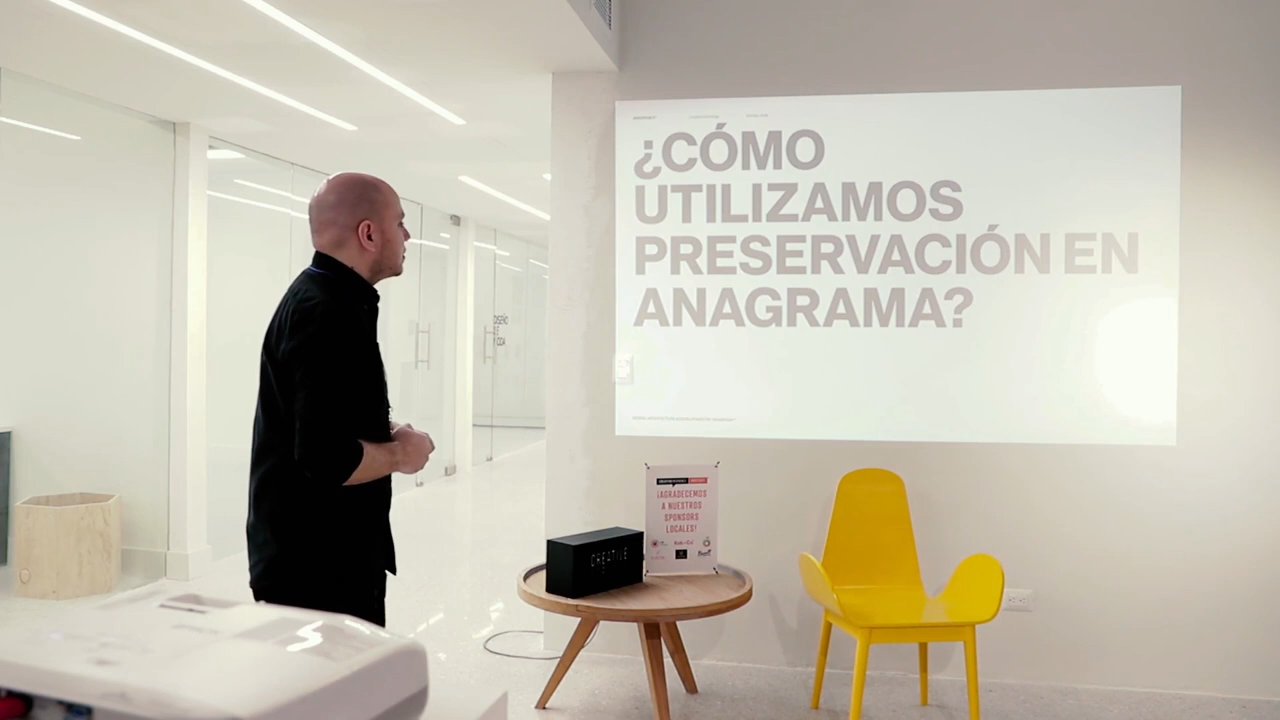 ¿CÓMO
UTILIZAMOS
PRESERVACIÓN EN
ANAGRAMA?
¡AGRADECEMOS
A NUESTROS
SPONSORS
LOCALES!
CREATIVE